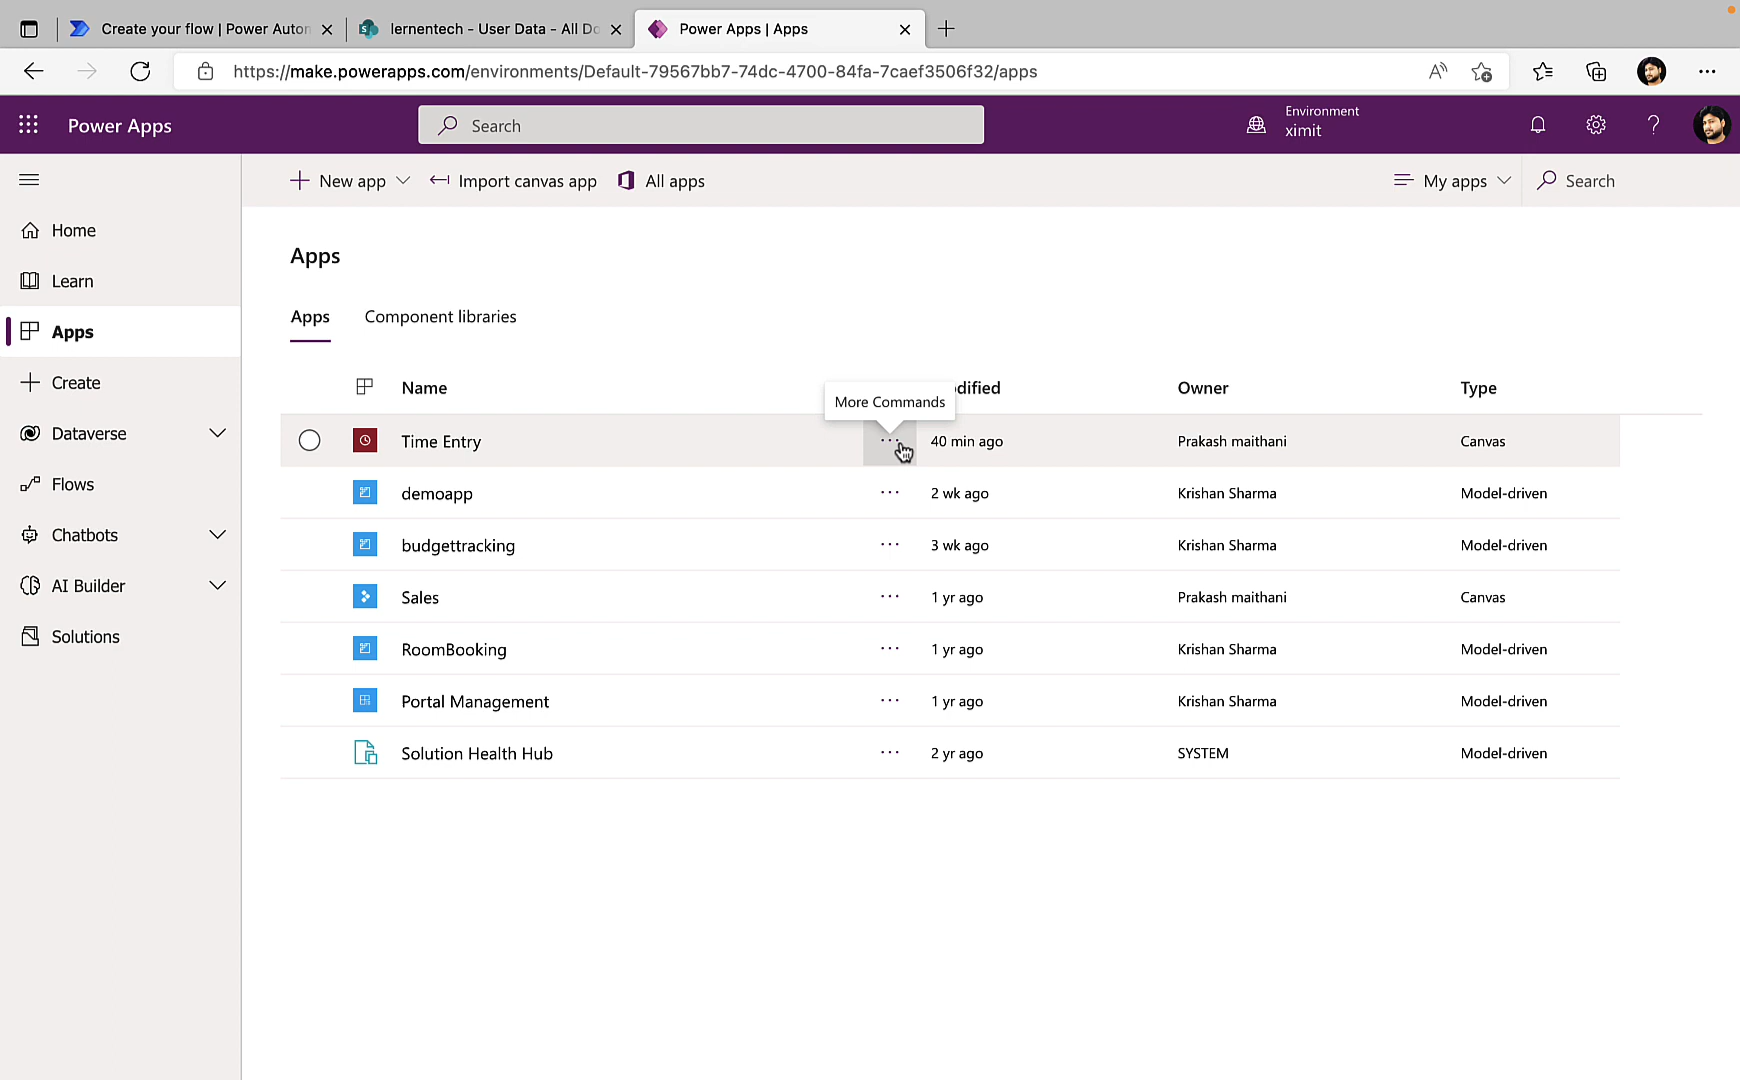 Create your flow | Power Autom
lernentech - User Data - All Do
Power Apps | Apps
https://make.powerapps.com/environments/Default-79567bb7-74dc-4700-84fa-7caef3506f32/apps
Power Apps
Search
Environment
ximit
New app
Import canvas app
All apps
My apps
Search
Home
Learn
Apps
Create
Dataverse
Flows
Chatbots
AI Builder
Solutions
Apps
Apps Component libraries
Name odified Owner Type
More Commands
Time Entry 40 min ago Prakash maithani Canvas
demoapp 2 wk ago Krishan Sharma Model-driven
budgettracking 3 wk ago Krishan Sharma Model-driven
Sales 1 yr ago Prakash maithani Canvas
RoomBooking 1 yr ago Krishan Sharma Model-driven
Portal Management 1 yr ago Krishan Sharma Model-driven
Solution Health Hub 2 yr ago SYSTEM Model-driven